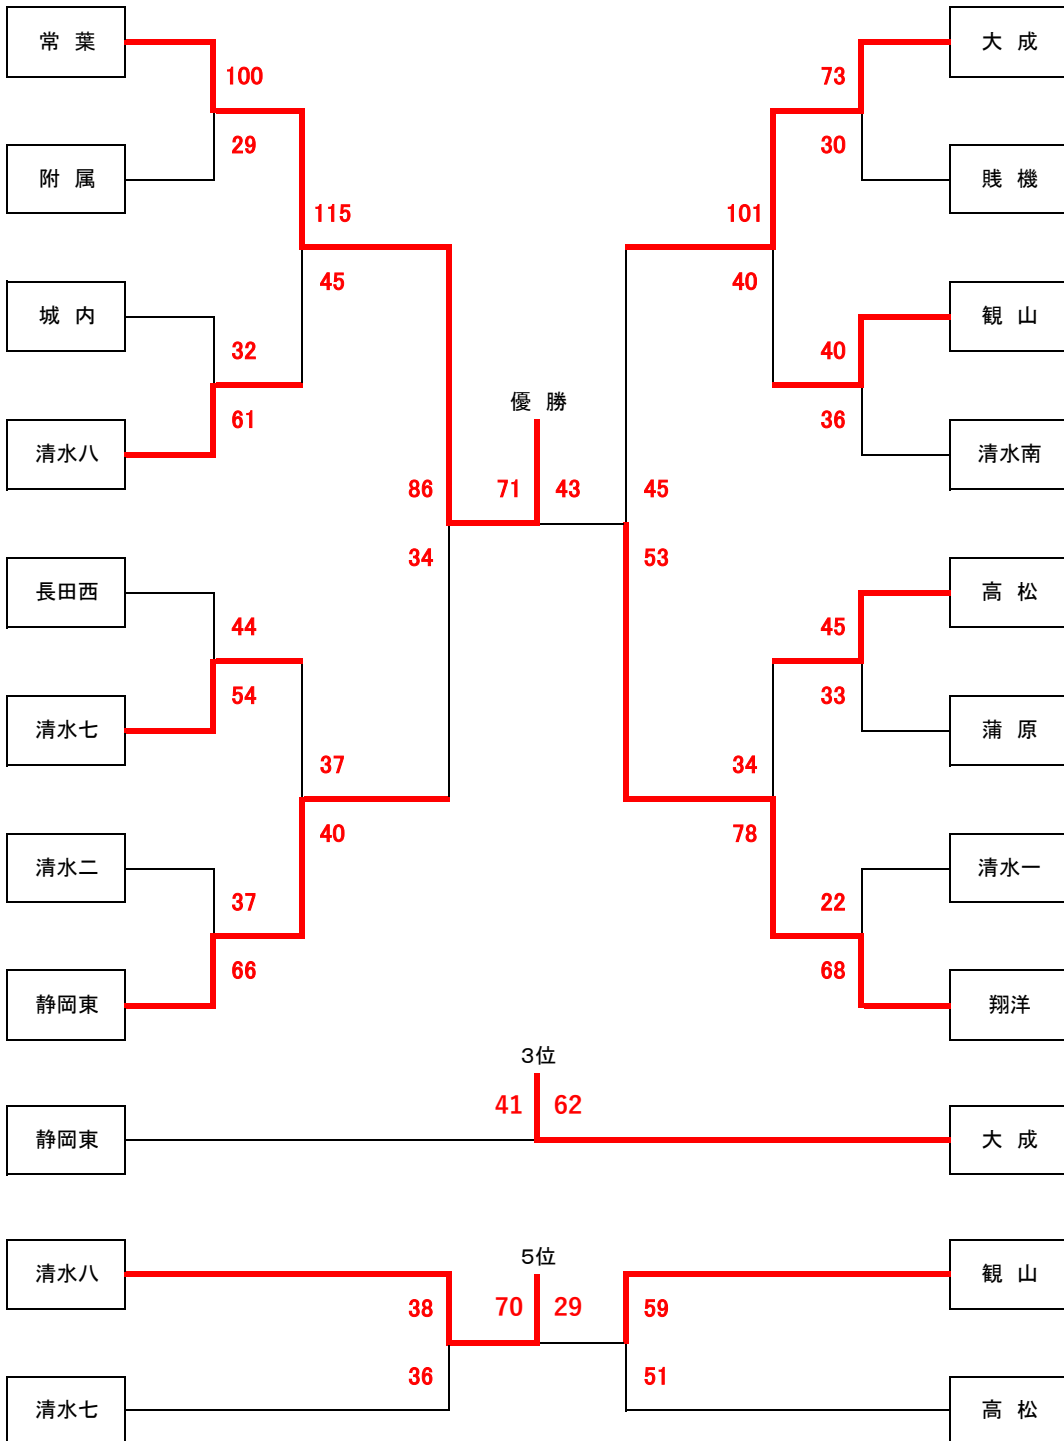 常 葉
大 成
100
73
29
30
附 属
賎 機
115
101
45
40
城 内
観 山
32
40
優 勝
61
36
清水八
清水南
86
71
43
45
34
53
長田西
高 松
44
45
54
33
清水七
蒲 原
37
34
40
78
清水二
清水一
37
22
66
68
静岡東
翔洋
3位
41
62
静岡東
大 成
5位
清水八
観 山
38
70
29
59
36
51
清水七
高 松